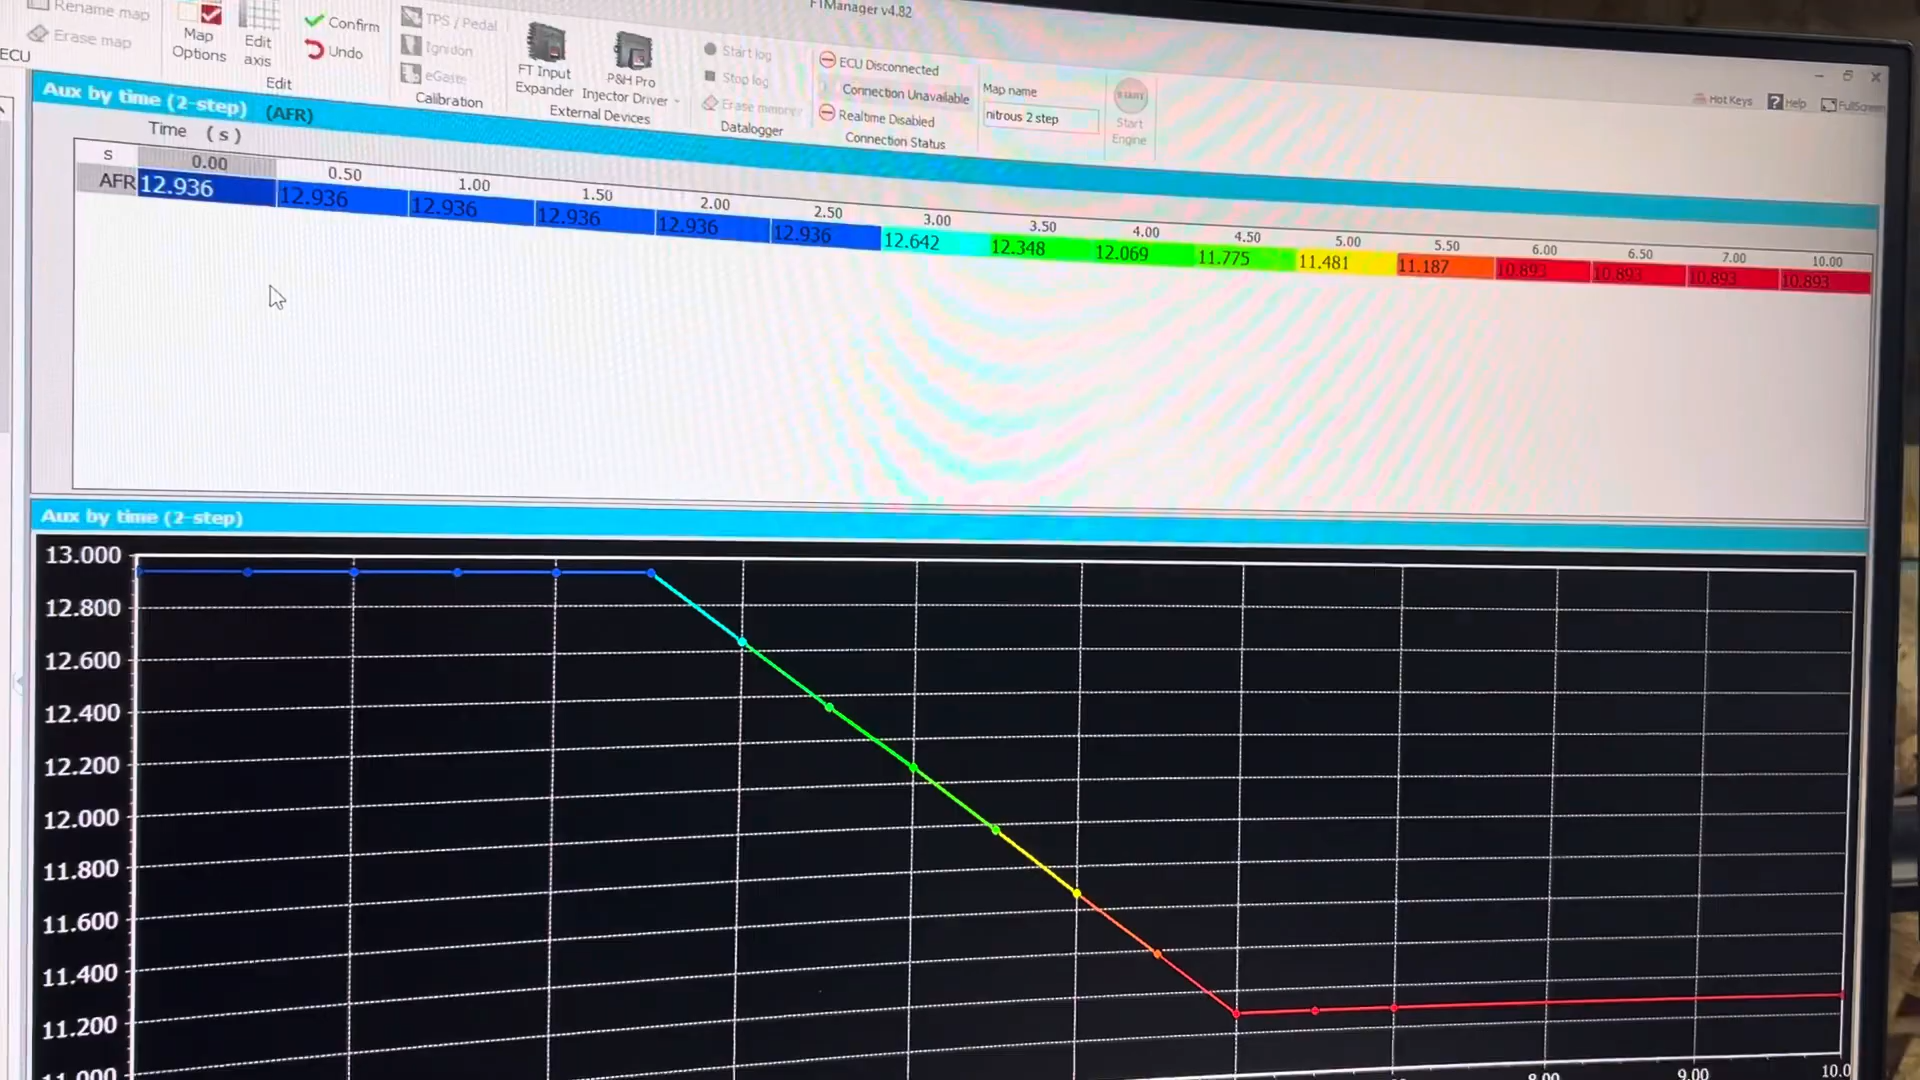 FTManager v4.82
Rename map
Erase map
ECU
Map
Options
Edit
axis
Confirm
Undo
Edit
TPS / Pedal
Ignition
eGas
Calibration
FT Input
Expander
P&H Pro
Injector Driver
External Devices
Start log
Stop log
Erase memory
Datalogger
ECU Disconnected
Connection Unavailable
Realtime Disabled
Connection Status
Map name
nitrous 2 step
START
Start
Engine
Hot Keys
Help
FullScreen
Aux by time (2-step) (AFR)
Time (s)
s 0.00 0.50 1.00 1.50 2.00 2.50 3.00 3.50 4.00 4.50 5.00 5.50 6.00 6.50 7.00 10.00
AFR 12.936 12.936 12.936 12.936 12.936 12.936 12.642 12.348 12.069 11.775 11.481 11.187 10.893 10.893 10.893 10.893
Aux by time (2-step)
13.000
12.800
12.600
12.400
12.200
12.000
11.800
11.600
11.400
11.200
11.000
8.00 9.00 10.0